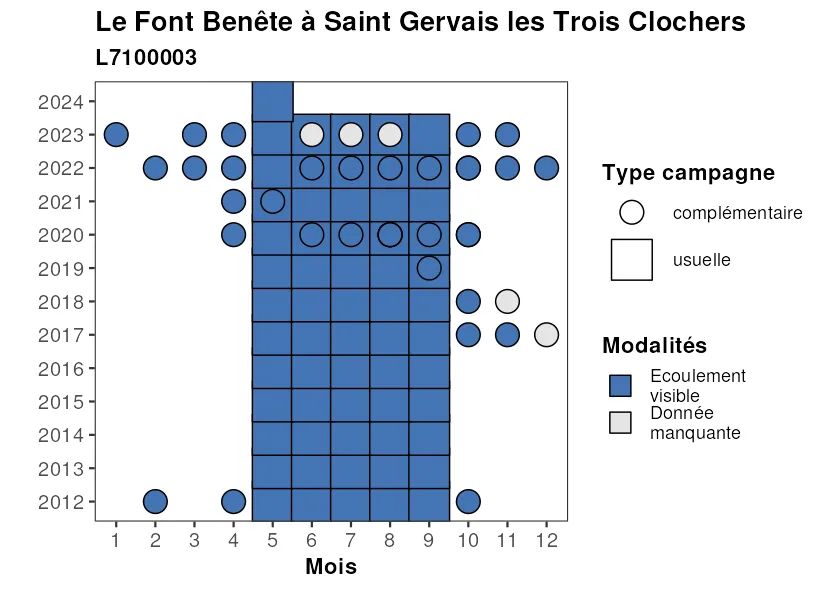 Le Font Benête à Saint Gervais les Trois Clochers
L7100003
2024
2023
2022
2021
2020
2019
2018
2017
2016
2015
2014
2013
2012
1 2 3 4 5 6 7 8 9 10 11 12
Mois
Type campagne
complémentaire
usuelle
Modalités
Ecoulement
visible
Donnée
manquante